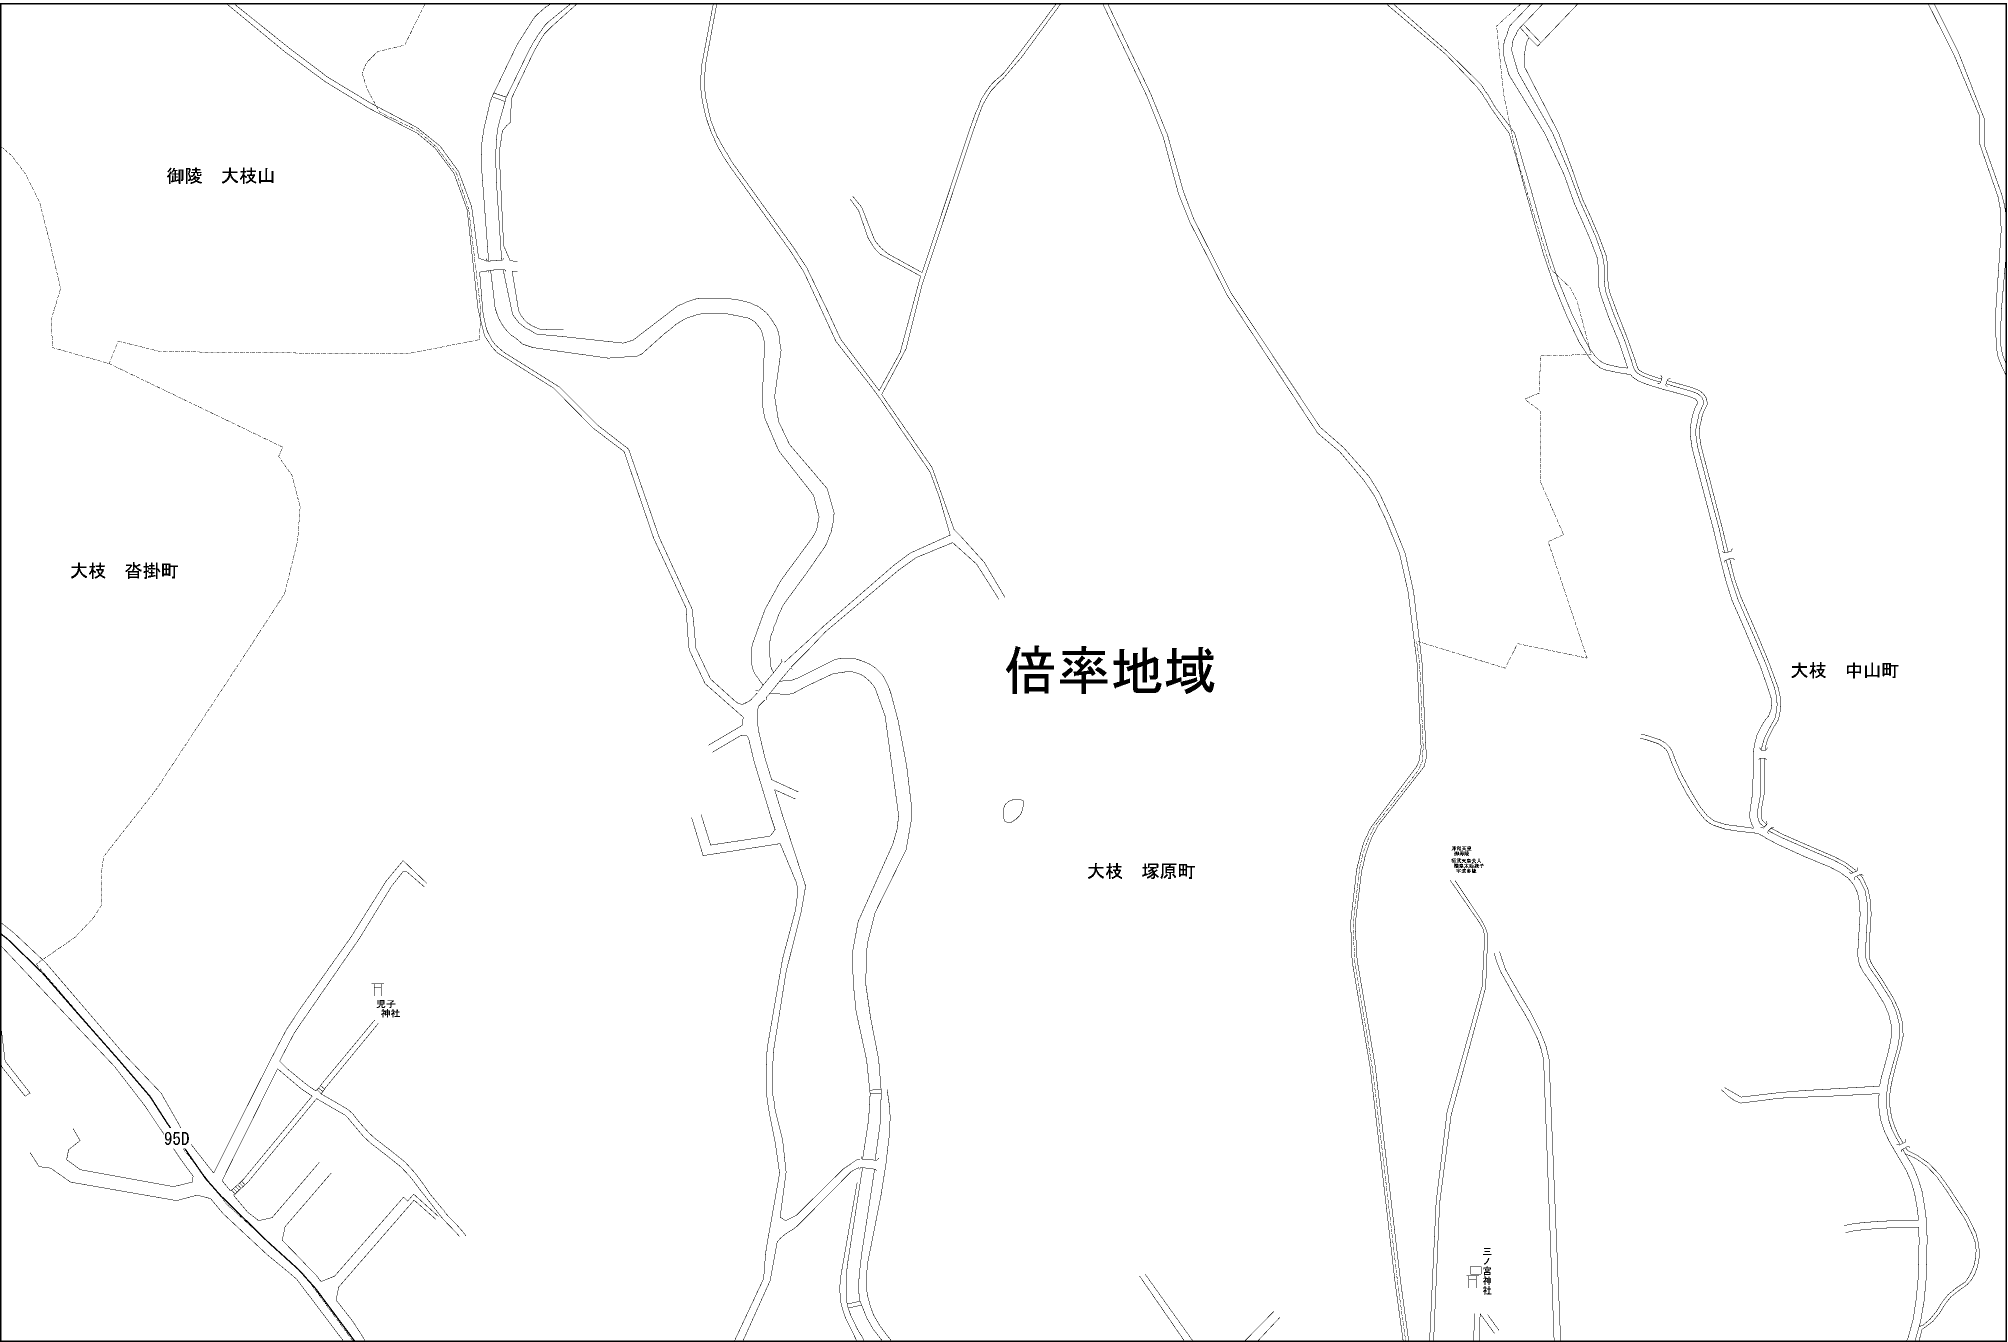 御陵　大枝山
大枝　沓掛町
倍率地域
大枝　中山町
大枝　塚原町
児子
神社
95D
三ノ宮神社